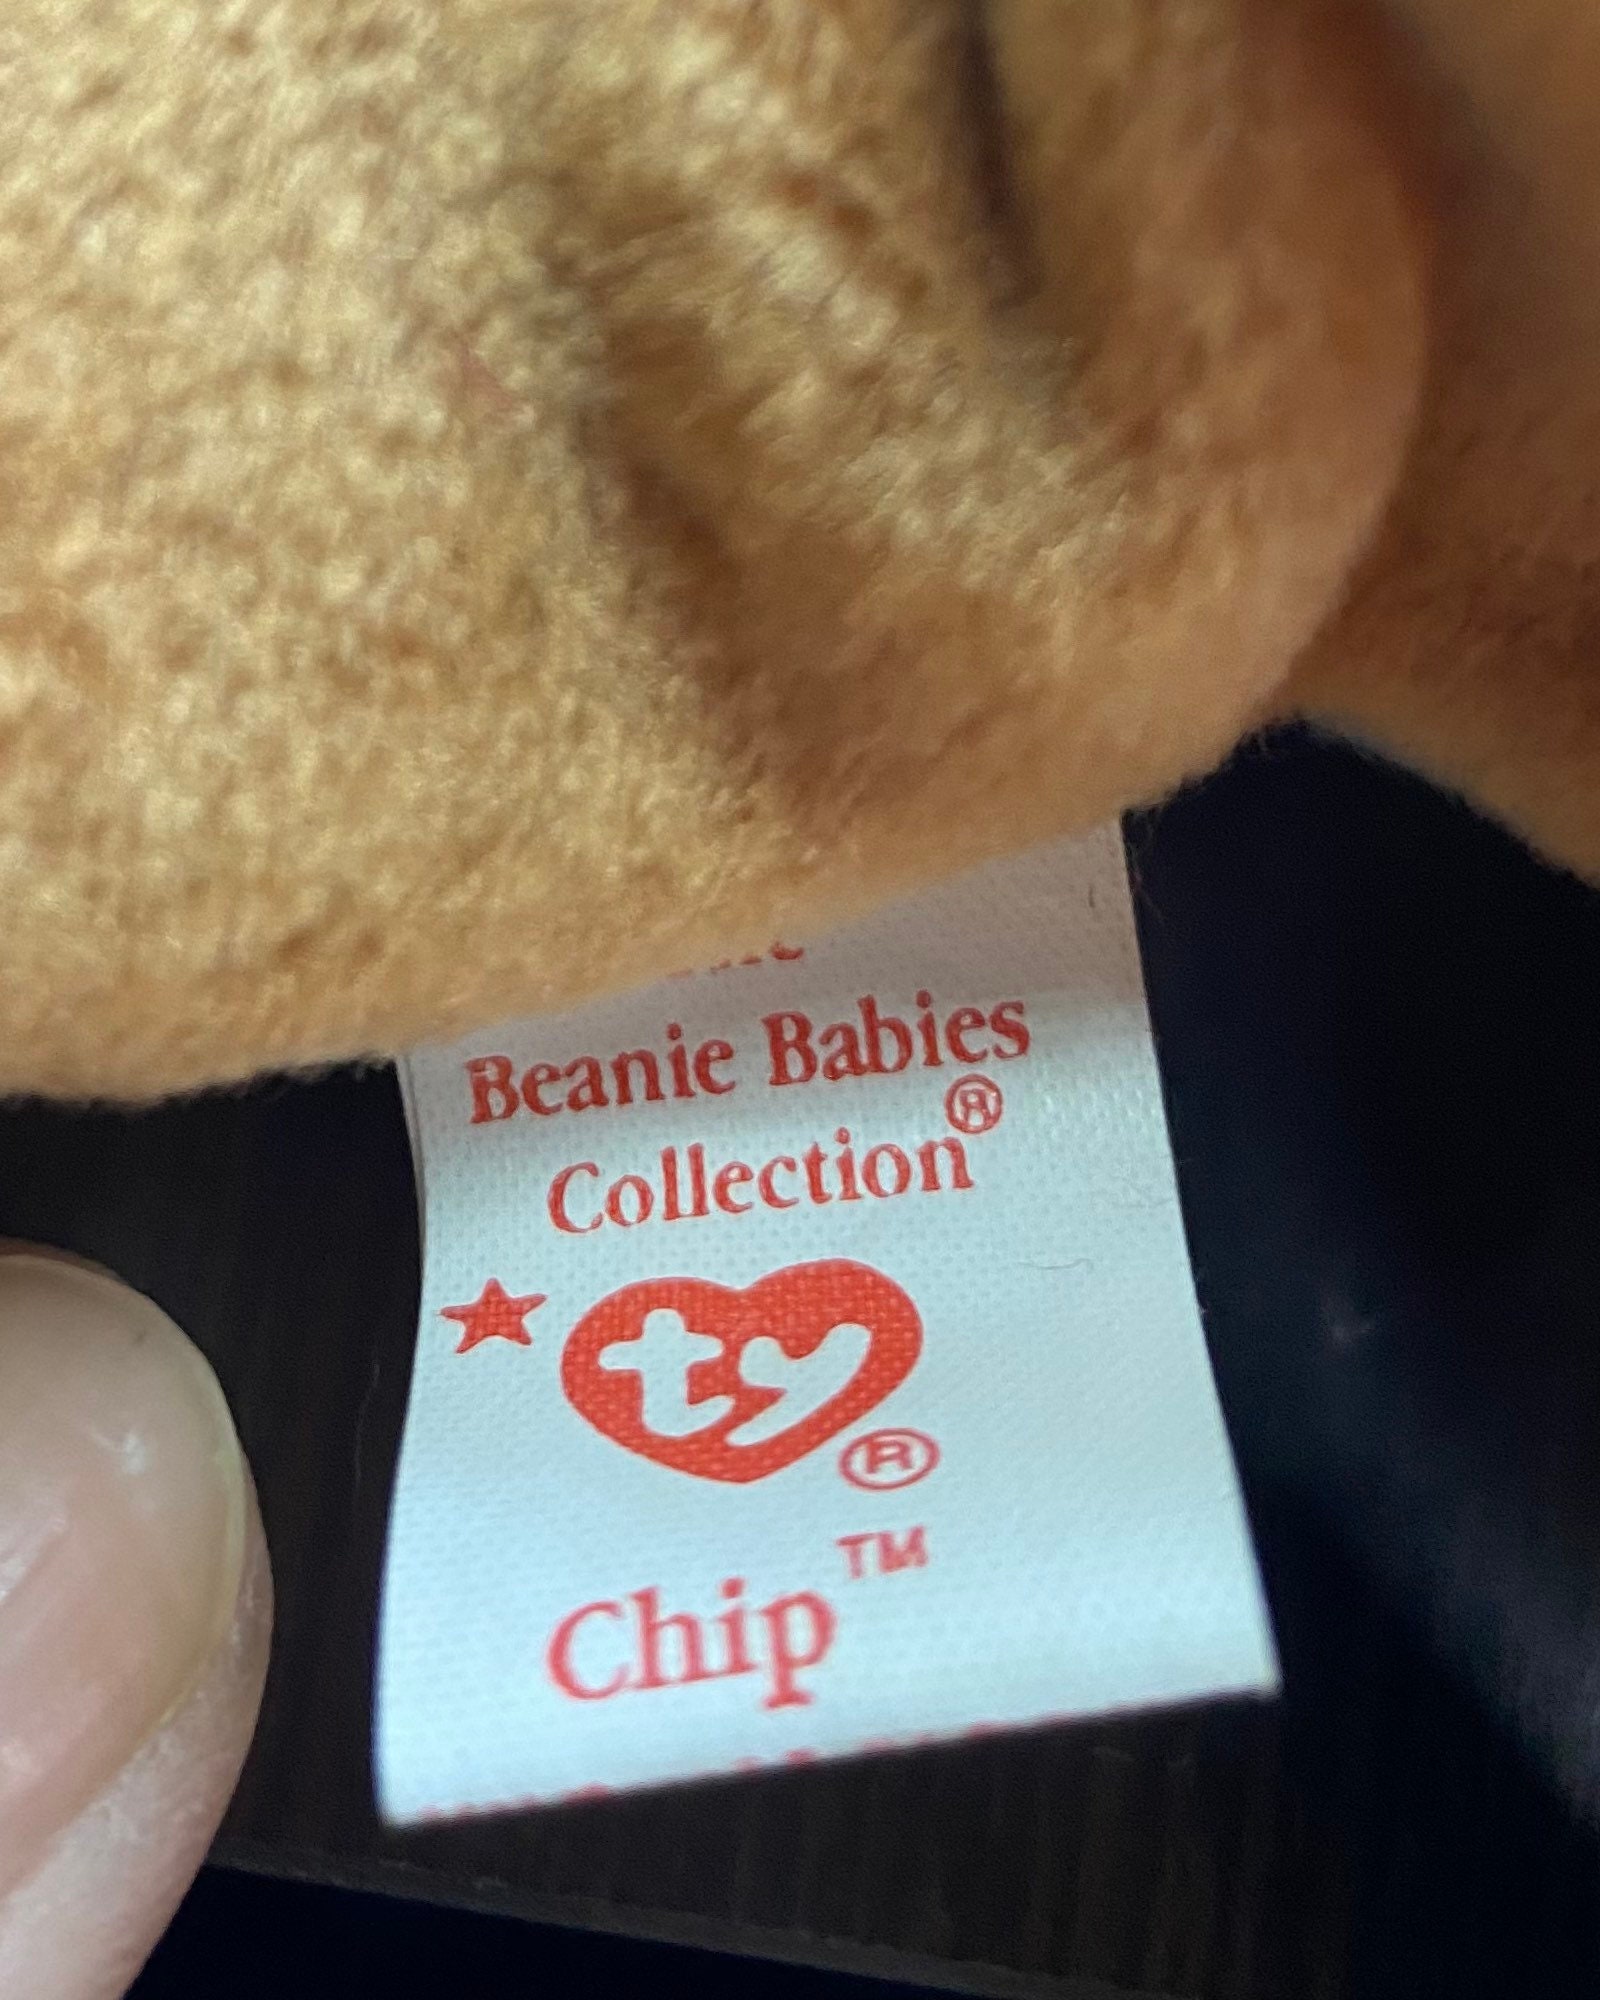 Beanie Babies
Collection®
ty®
Chip™